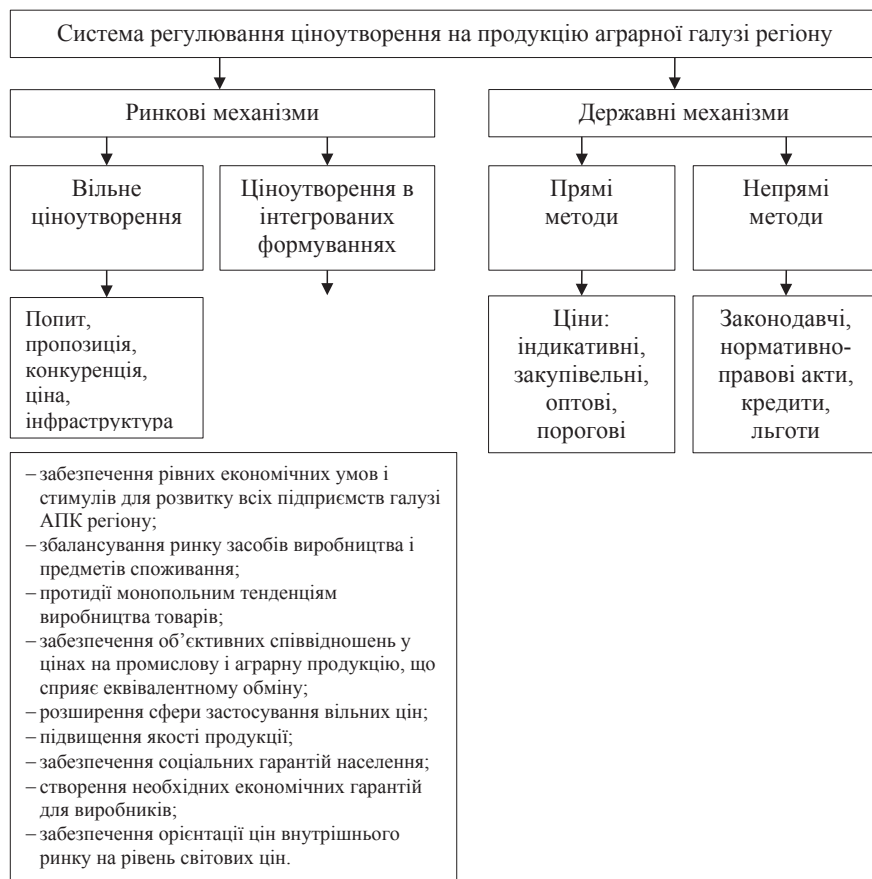 Система регулювання ціноутворення на продукцію аграрної галузі регіону
Ринкові механізми
Державні механізми
Вільне
ціноутворення
Ціноутворення в
інтегрованих
формуваннях
Прямі
методи
Непрямі
методи
Попит,
пропозиція,
конкуренція,
ціна,
інфраструктура
Ціни:
індикативні,
закупівельні,
оптові,
порогові
Законодавчі,
нормативно-
правові акти,
кредити,
льготи
– забезпечення рівних економічних умов і
стимулів для розвитку всіх підприємств галузі
АПК регіону;
– збалансування ринку засобів виробництва і
предметів споживання;
– протидії монопольним тенденціям
виробництва товарів;
– забезпечення об’єктивних співвідношень у
цінах на промислову і аграрну продукцію, що
сприяє еквівалентному обміну;
– розширення сфери застосування вільних цін;
– підвищення якості продукції;
– забезпечення соціальних гарантій населення;
– створення необхідних економічних гарантій
для виробників;
– забезпечення орієнтації цін внутрішнього
ринку на рівень світових цін.